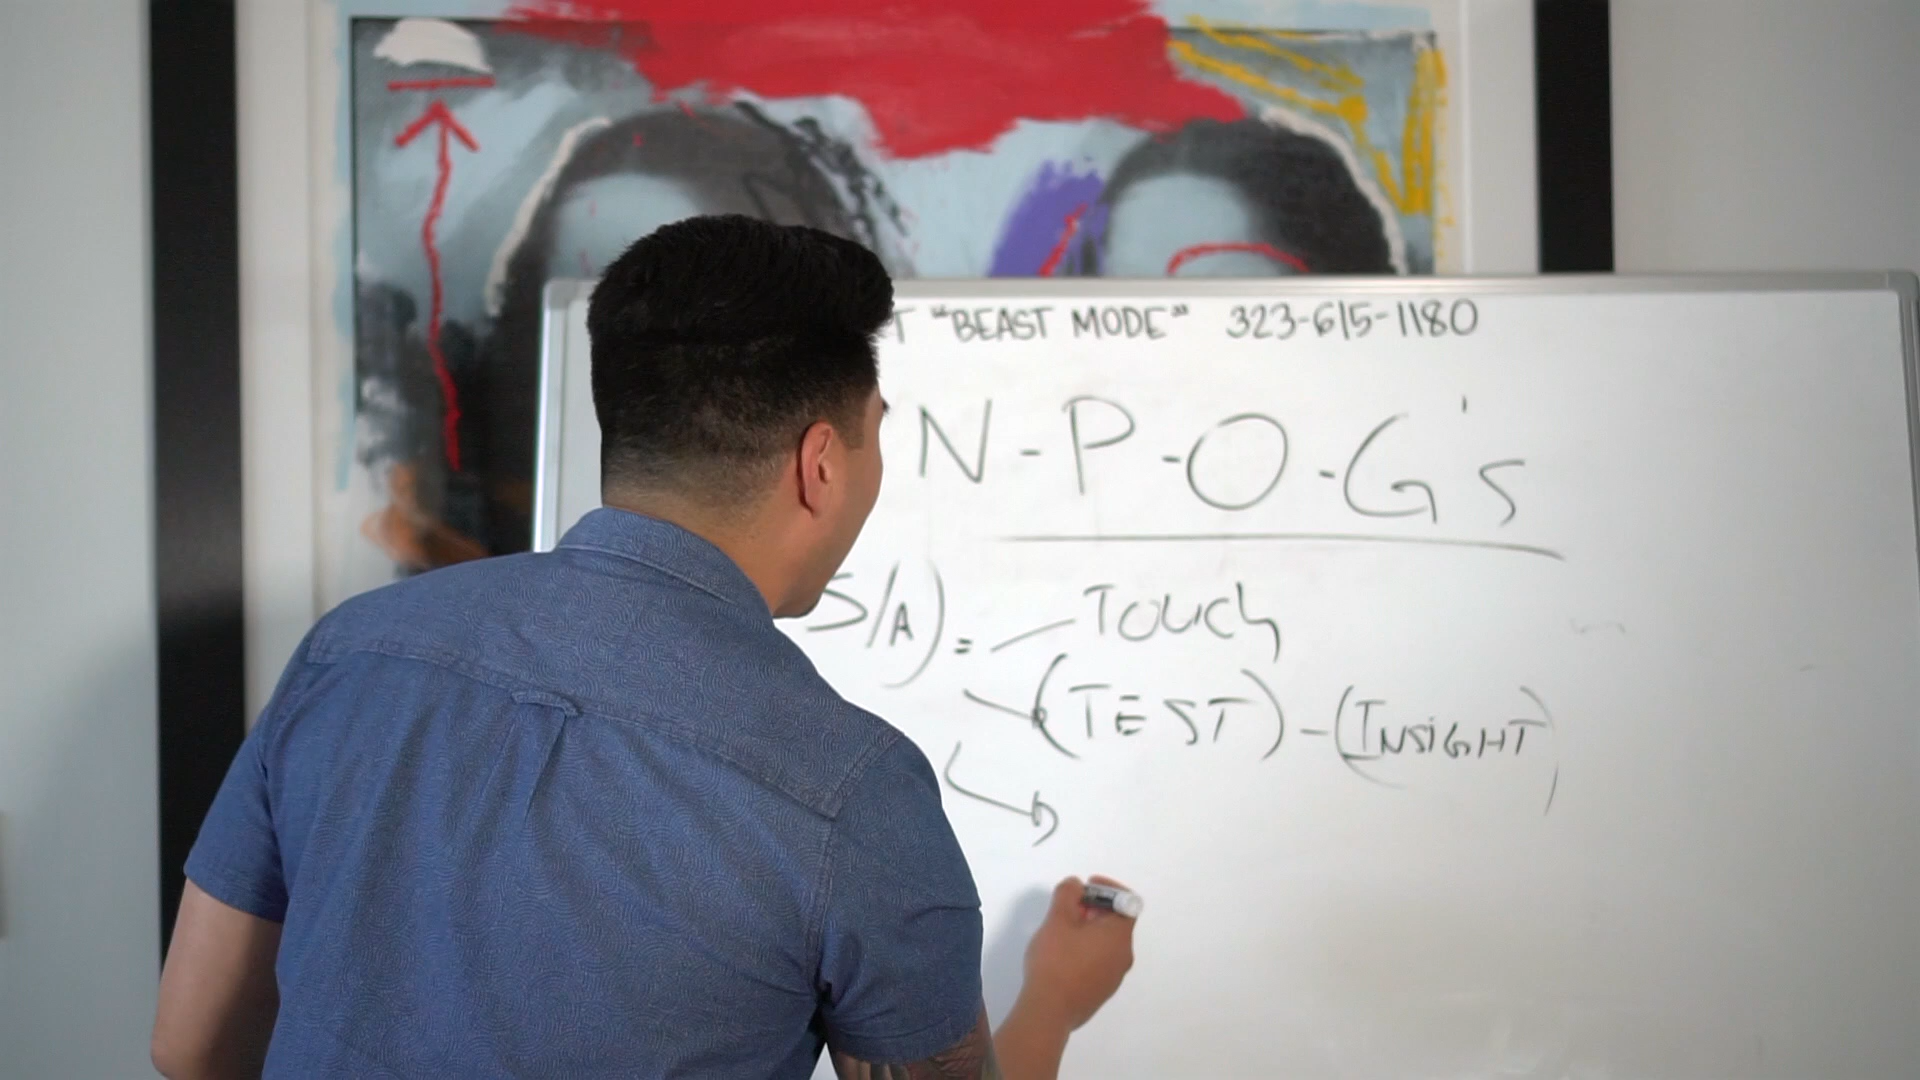 "BEAST MODE" 323-615-1180
N-P-O-G's
S/A) = - TOUCH
(TEST) - (INSIGHT)